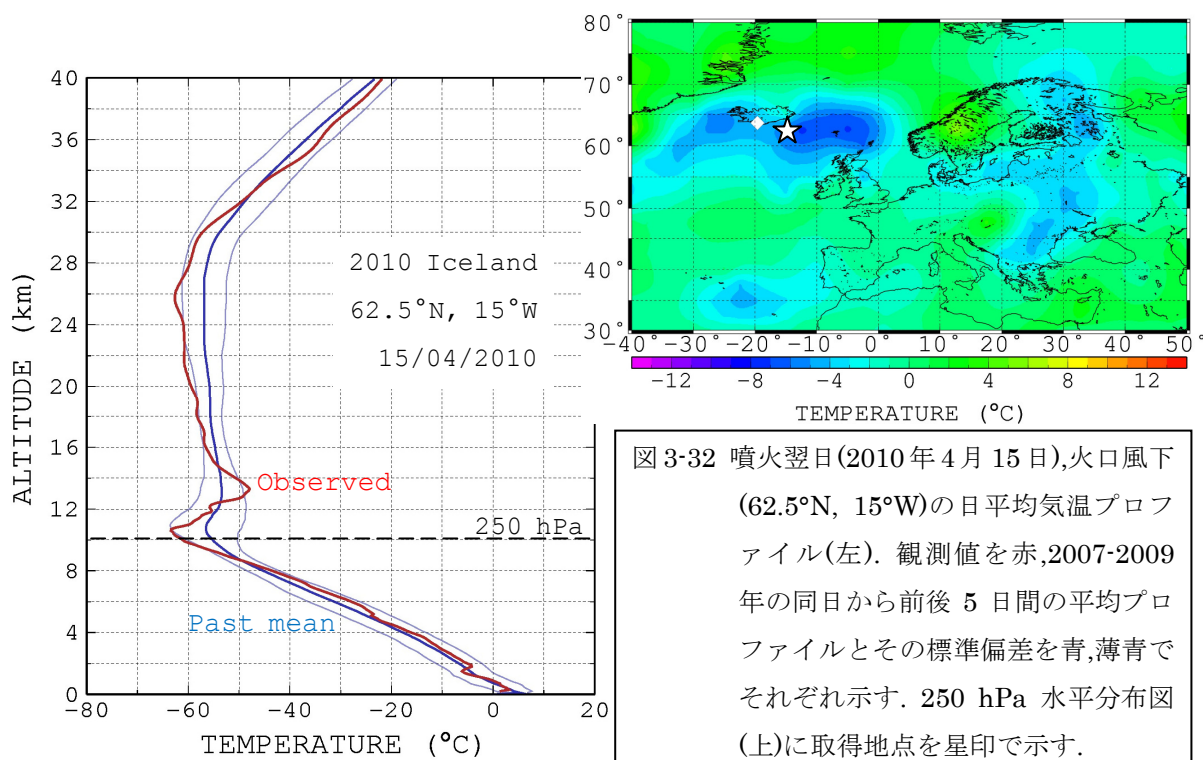 40
36
32
28
24
20
16
12
8
4
0
ALTITUDE (km)
2010 Iceland
62.5°N, 15°W
15/04/2010
Observed
250 hPa
Past mean
-80 -60 -40 -20 0 20
TEMPERATURE (°C)
80°
70°
60°
50°
40°
30°
-40° -30° -20° -10° 0° 10° 20° 30° 40° 50°
-12 -8 -4 0 4 8 12
TEMPERATURE (°C)
図 3-32 噴火翌日(2010 年 4 月 15 日),火口風下
(62.5°N, 15°W)の日平均気温プロフ
ァイル(左). 観測値を赤,2007-2009
年の同日から前後 5 日間の平均プロ
ファイルとその標準偏差を青,薄青で
それぞれ示す. 250 hPa 水平分布図
(上)に取得地点を星印で示す.